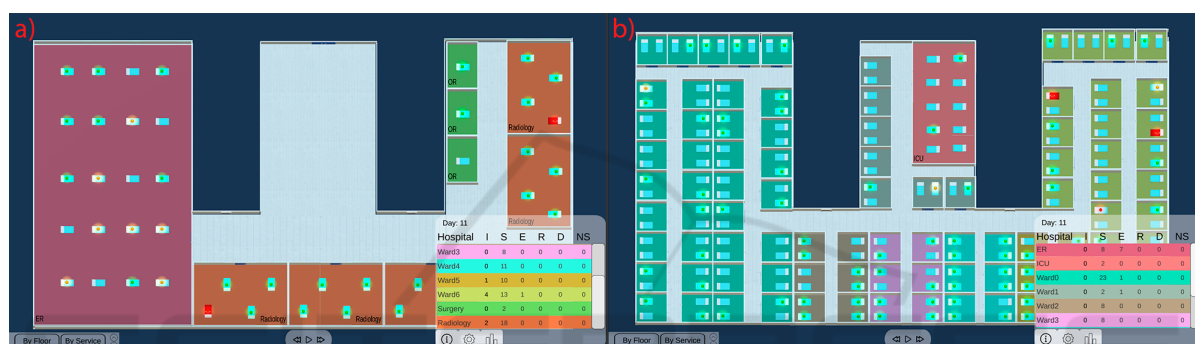 a)
OR
OR
OR
Radiology
Radiology
ER
Radiology
Radiology
Day: 11
Hospital I S E R D NS
Ward3 0 8 0 0 0 0
Ward4 0 11 0 0 0 0
Ward5 1 10 0 0 0 0
Ward6 4 13 1 0 0 0
Surgery 0 2 0 0 0 0
Radiology 2 18 0 0 0 0
By Floor By Service
b)
ICU
Day: 11
Hospital S E R D NS
ER 0 8 7 0 0 0
ICU 0 2 0 0 0 0
Ward0 0 23 1 0 0 0
Ward1 0 2 1 0 0 0
Ward2 0 8 0 0 0 0
Ward3 0 8 0 0 0 0
By Floor By Service